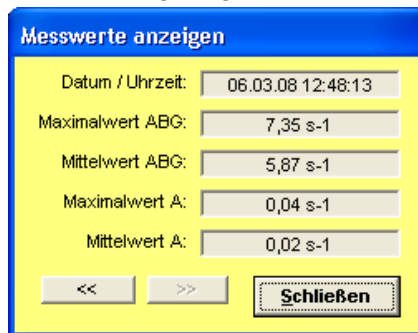 Messwerte anzeigen
Datum / Uhrzeit: 06.03.08 12:48:13
Maximalwert ABG: 7,35 s-1
Mittelwert ABG: 5,87 s-1
Maximalwert A: 0,04 s-1
Mittelwert A: 0,02 s-1
<< >> Schließen